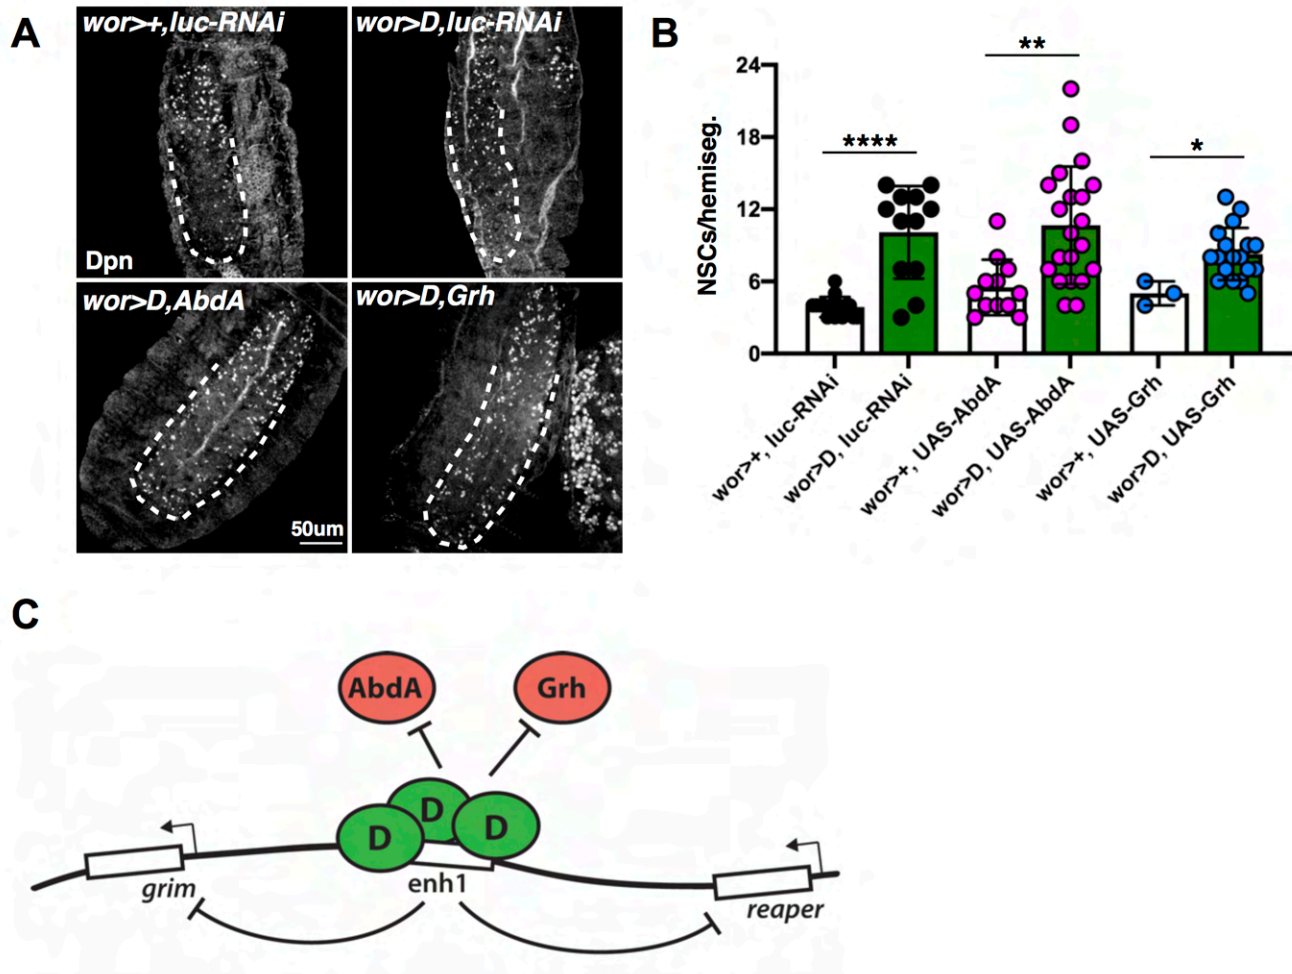 A
wor>+,luc-RNAi
wor>D,luc-RNAi
Dpn
wor>D,AbdA
wor>D,Grh
50um
B
NSCs/hemiseg.
24
18
12
6
0
****
**
*
wor>+, luc-RNAi
wor>D, luc-RNAi
wor>+, UAS-AbdA
wor>D, UAS-AbdA
wor>+, UAS-Grh
wor>D, UAS-Grh
C
AbdA
Grh
D
D
D
grim
enh1
reaper